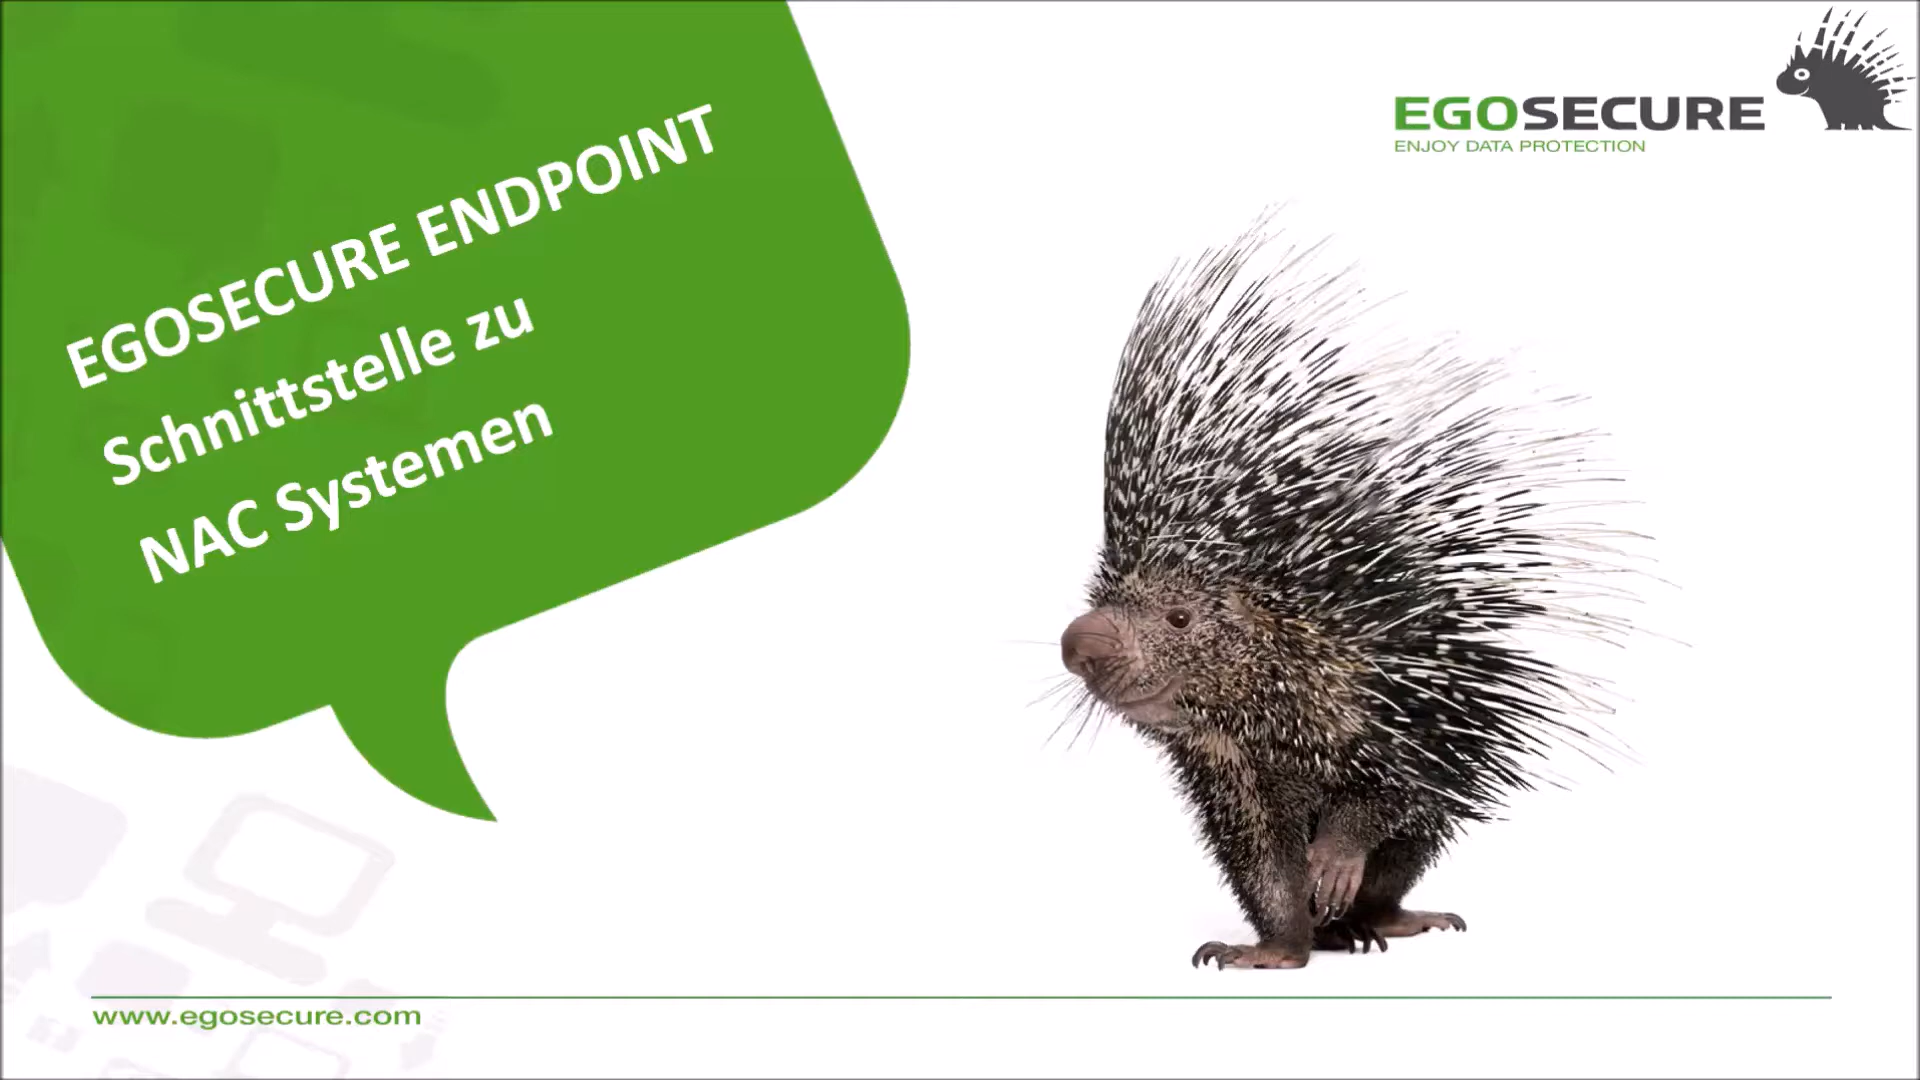 EGOSECURE ENDPOINT
Schnittstelle zu
NAC Systemen
EGOSECURE
ENJOY DATA PROTECTION
www.egosecure.com